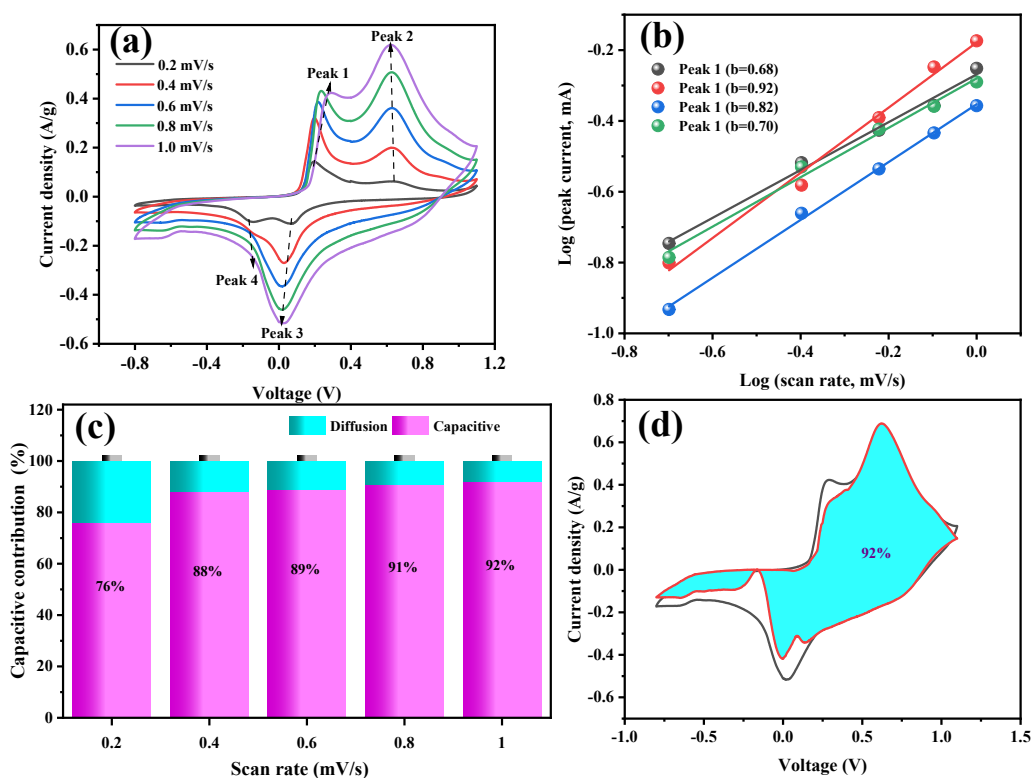 (a)
0.2 mV/s
0.4 mV/s
0.6 mV/s
0.8 mV/s
1.0 mV/s
Peak 1
Peak 2
Peak 3
Peak 4
0.6
0.4
0.2
0.0
-0.2
-0.4
-0.6
Current density (A/g)
-0.8
-0.4
0.0
0.4
0.8
1.2
Voltage (V)
(b)
Peak 1 (b=0.68)
Peak 1 (b=0.92)
Peak 1 (b=0.82)
Peak 1 (b=0.70)
-0.2
-0.4
-0.6
-0.8
-1.0
Log (peak current, mA)
-0.8
-0.6
-0.4
-0.2
0.0
Log (scan rate, mV/s)
(c)
Diffusion
Capacitive
120
100
80
60
40
20
0
Capacitive contribution (%)
76%
88%
89%
91%
92%
0.2
0.4
0.6
0.8
1
Scan rate (mV/s)
(d)
0.8
0.6
0.4
0.2
0.0
-0.2
-0.4
-0.6
Current density (A/g)
92%
-1.0
-0.5
0.0
0.5
1.0
1.5
Voltage (V)